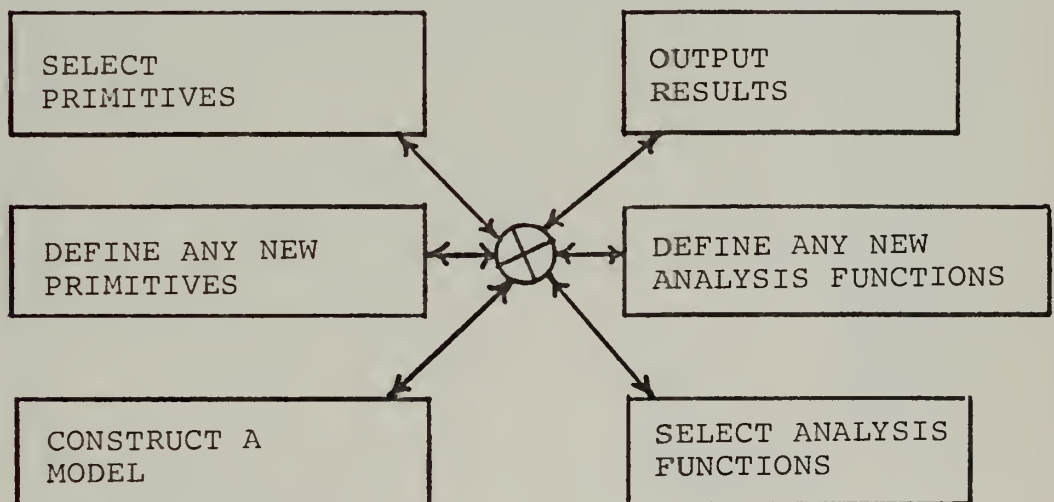 SELECT
PRIMITIVES
OUTPUT
RESULTS
DEFINE ANY NEW
PRIMITIVES
DEFINE ANY NEW
ANALYSIS FUNCTIONS
CONSTRUCT A
MODEL
SELECT ANALYSIS
FUNCTIONS